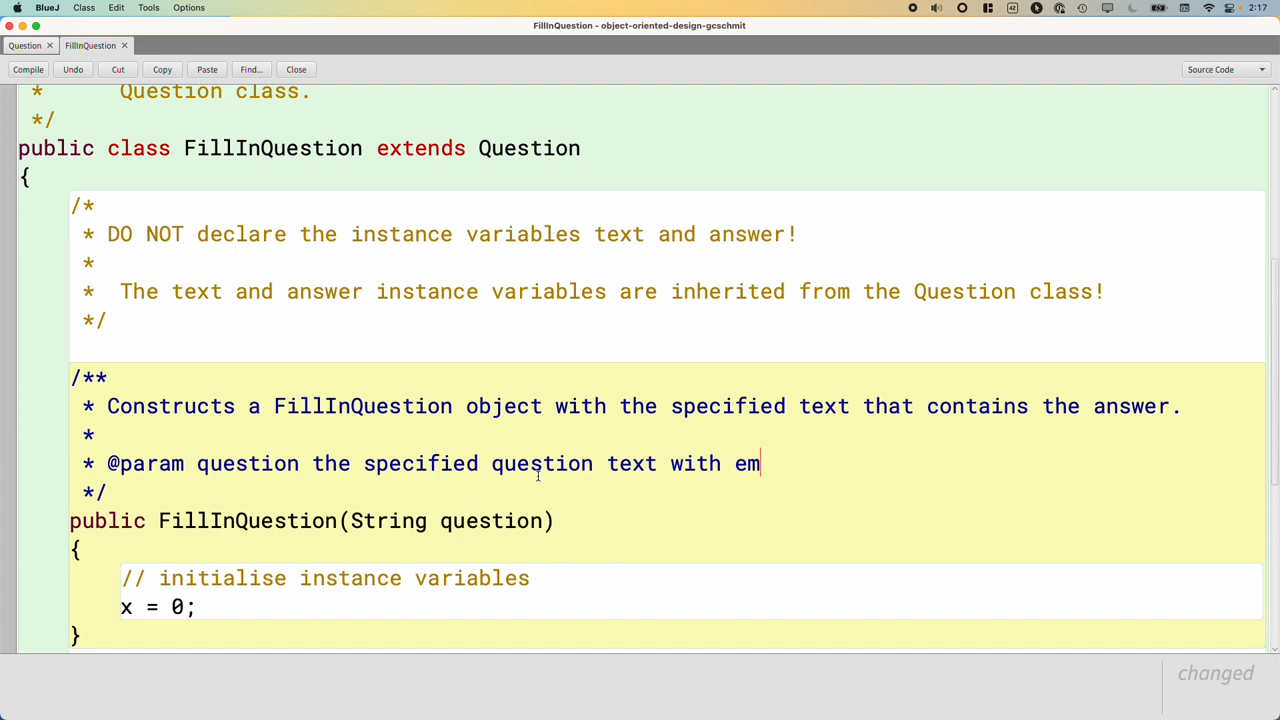 BlueJ Class Edit Tools Options 42 2:17
FillInQuestion - object-oriented-design-gcschmit
Question FillInQuestion
Compile Undo Cut Copy Paste Find... Close Source Code
* Question class.
*/
public class FillInQuestion extends Question
{
/*
* DO NOT declare the instance variables text and answer!
*
* The text and answer instance variables are inherited from the Question class!
*/
/**
* Constructs a FillInQuestion object with the specified text that contains the answer.
*
* @param question the specified question text with em
*/
public FillInQuestion(String question)
{
// initialise instance variables
x = 0;
}
changed